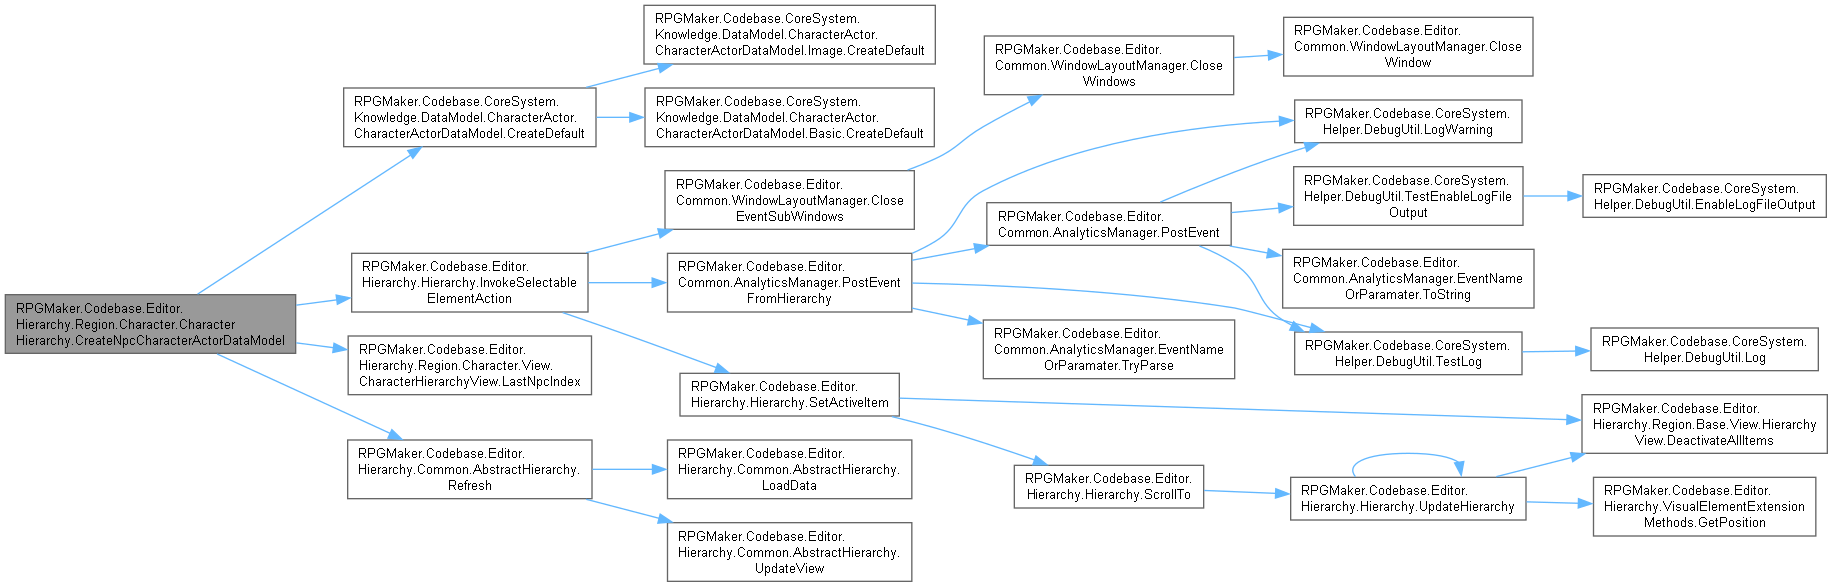 RPGMaker.Codebase.Editor.
Hierarchy.Region.Character.Character
Hierarchy.CreateNpcCharacterActorDataModel
RPGMaker.Codebase.CoreSystem.
Knowledge.DataModel.CharacterActor.
CharacterActorDataModel.CreateDefault
RPGMaker.Codebase.CoreSystem.
Knowledge.DataModel.CharacterActor.
CharacterActorDataModel.Image.CreateDefault
RPGMaker.Codebase.CoreSystem.
Knowledge.DataModel.CharacterActor.
CharacterActorDataModel.Basic.CreateDefault
RPGMaker.Codebase.Editor.
Hierarchy.Hierarchy.InvokeSelectable
ElementAction
RPGMaker.Codebase.Editor.
Common.WindowLayoutManager.Close
EventSubWindows
RPGMaker.Codebase.Editor.
Common.WindowLayoutManager.Close
Windows
RPGMaker.Codebase.Editor.
Common.WindowLayoutManager.Close
Window
RPGMaker.Codebase.Editor.
Common.AnalyticsManager.PostEvent
FromHierarchy
RPGMaker.Codebase.Editor.
Common.AnalyticsManager.PostEvent
RPGMaker.Codebase.CoreSystem.
Helper.DebugUtil.LogWarning
RPGMaker.Codebase.CoreSystem.
Helper.DebugUtil.TestEnableLogFile
Output
RPGMaker.Codebase.CoreSystem.
Helper.DebugUtil.EnableLogFileOutput
RPGMaker.Codebase.Editor.
Common.AnalyticsManager.EventName
OrParamater.ToString
RPGMaker.Codebase.CoreSystem.
Helper.DebugUtil.TestLog
RPGMaker.Codebase.CoreSystem.
Helper.DebugUtil.Log
RPGMaker.Codebase.Editor.
Common.AnalyticsManager.EventName
OrParamater.TryParse
RPGMaker.Codebase.Editor.
Hierarchy.Hierarchy.SetActiveItem
RPGMaker.Codebase.Editor.
Hierarchy.Region.Base.View.Hierarchy
View.DeactivateAllItems
RPGMaker.Codebase.Editor.
Hierarchy.Hierarchy.ScrollTo
RPGMaker.Codebase.Editor.
Hierarchy.Hierarchy.UpdateHierarchy
RPGMaker.Codebase.Editor.
Hierarchy.VisualElementExtension
Methods.GetPosition
RPGMaker.Codebase.Editor.
Hierarchy.Region.Character.View.
CharacterHierarchyView.LastNpcIndex
RPGMaker.Codebase.Editor.
Hierarchy.Common.AbstractHierarchy.
Refresh
RPGMaker.Codebase.Editor.
Hierarchy.Common.AbstractHierarchy.
LoadData
RPGMaker.Codebase.Editor.
Hierarchy.Common.AbstractHierarchy.
UpdateView